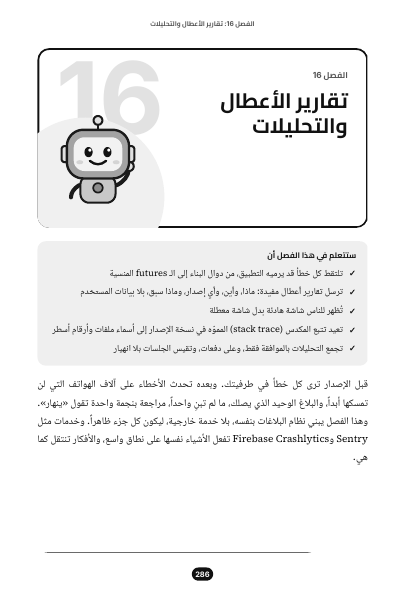 الفصل 16: تقارير الأعطال والتحليلات
16
الفصل 16
تقارير الأعطال
والتحليلات
ستتعلم في هذا الفصل أن
✓ تلتقط كل خطأ قد يرميه التطبيق، من دوال البناء إلى الـ futures المنسية
✓ ترسل تقارير أعطال مفيدة: ماذا، وأين، وأي إصدار، وماذا سبق، بلا بيانات المستخدم
✓ تُظهر للناس شاشة هادئة بدل شاشة معطلة
✓ تعيد تتبع المكدس (stack trace) المموّه في نسخة الإصدار إلى أسماء ملفات وأرقام أسطر
✓ تجمع التحليلات بالموافقة فقط، وعلى دفعات، وتقيس الجلسات بلا انهيار
قبل الإصدار ترى كل خطأ في طرفيتك. وبعده تحدث الأخطاء على آلاف الهواتف التي لن
تمسكها أبداً، والبلاغ الوحيد الذي يصلك، ما لم تبنِ واحداً، مراجعة بنجمة واحدة تقول «ينهار».
وهذا الفصل يبني نظام البلاغات بنفسه، بلا خدمة خارجية، ليكون كل جزء ظاهراً. وخدمات مثل
Sentry وFirebase Crashlytics تفعل الأشياء نفسها على نطاق واسع، والأفكار تنتقل كما
هي.
286